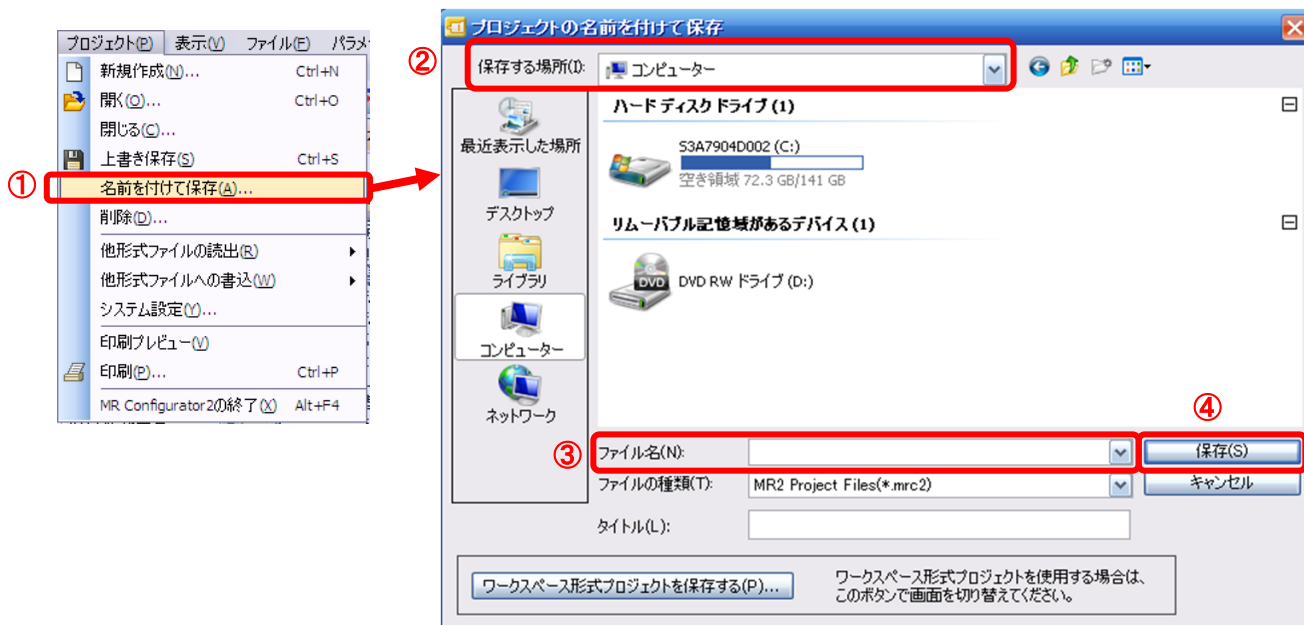 プロジェクト(P) 表示(V) ファイル(F) パラメ
新規作成(N)... Ctrl+N
開く(O)... Ctrl+O
閉じる(C)...
上書き保存(S) Ctrl+S
①
名前を付けて保存(A)...
削除(D)...
他形式ファイルの読出(R)
他形式ファイルへの書込(W)
システム設定(Y)...
印刷プレビュー(V)
印刷(P)... Ctrl+P
MR Configurator2の終了(X) Alt+F4
プロジェクトの名前を付けて保存
②
保存する場所(I): コンピューター
最近表示した場所
デスクトップ
ライブラリ
コンピューター
ネットワーク
ハード ディスク ドライブ (1)
S3A7904D002 (C:)
空き領域 72.3 GB/141 GB
リムーバブル記憶域があるデバイス (1)
DVD
DVD RW ドライブ (D:)
③
ファイル名(N):
④
保存(S)
ファイルの種類(T): MR2 Project Files(*.mrc2)
キャンセル
タイトル(L):
ワークスペース形式プロジェクトを保存する(P)...
ワークスペース形式プロジェクトを使用する場合は、
このボタンで画面を切り替えてください。